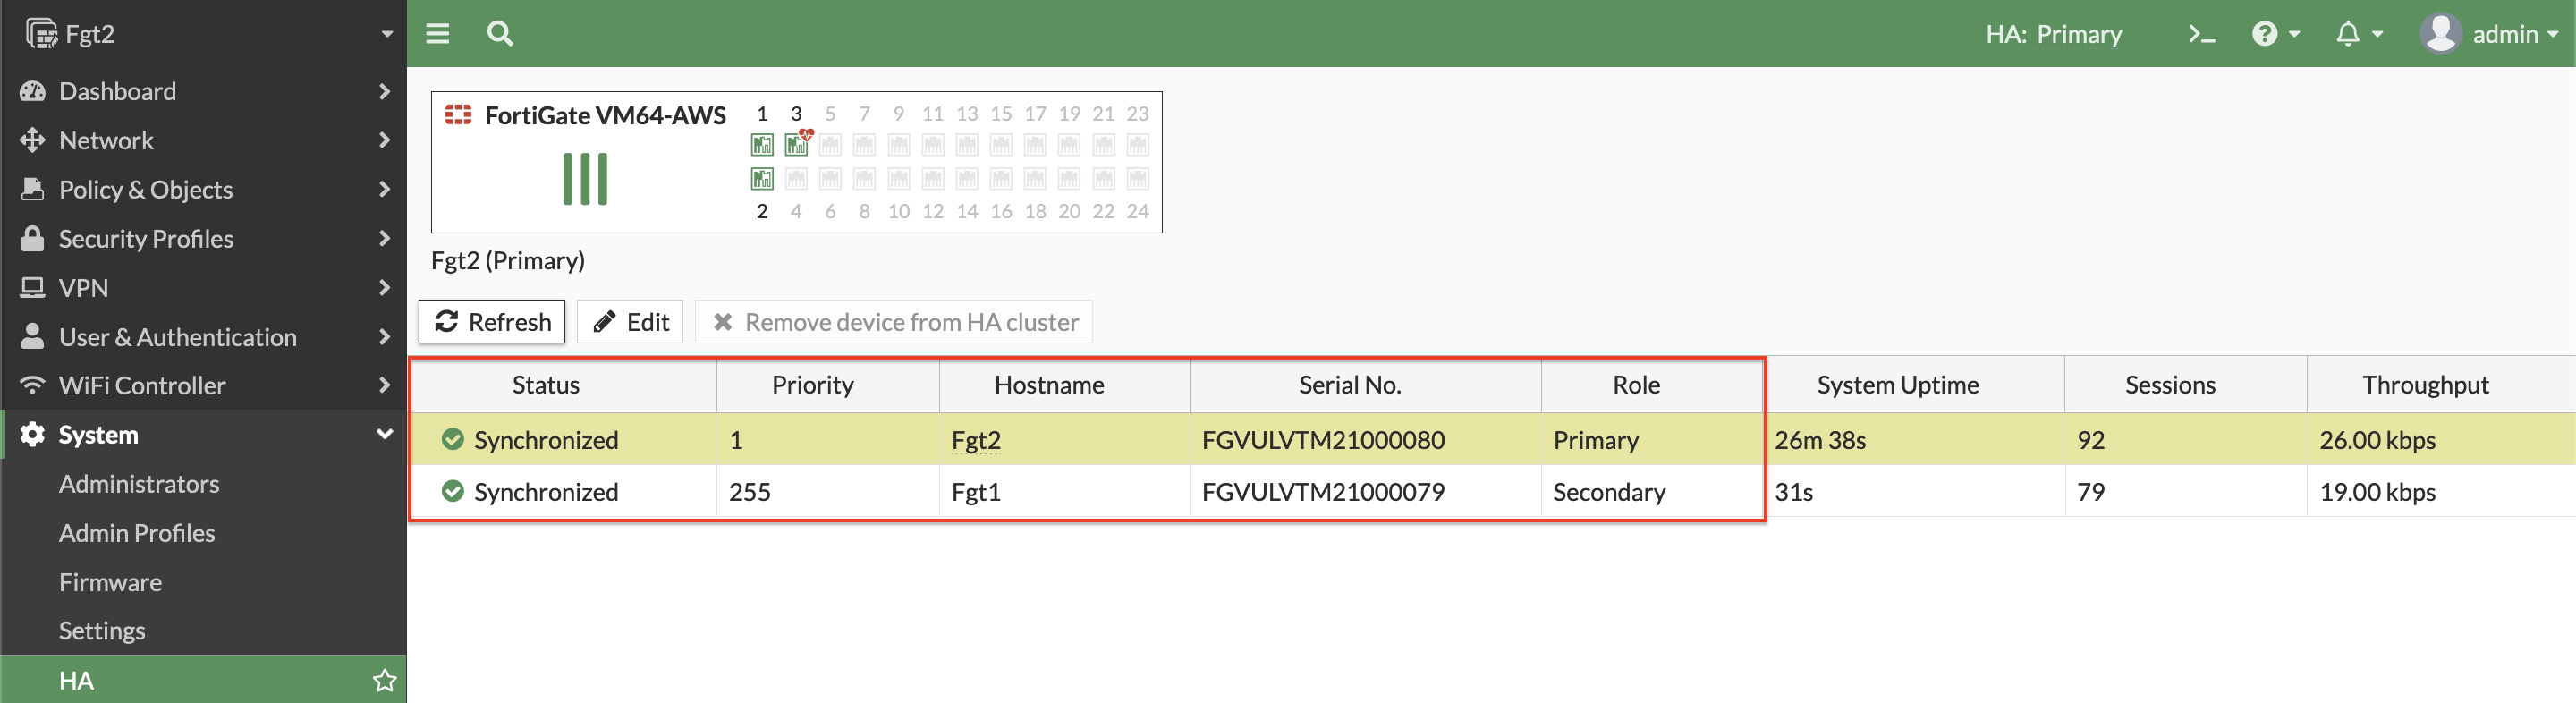 Fgt2
HA: Primary
admin
Dashboard
Network
Policy & Objects
Security Profiles
VPN
User & Authentication
WiFi Controller
System
Administrators
Admin Profiles
Firmware
Settings
HA
FortiGate VM64-AWS
1 3 5 7 9 11 13 15 17 19 21 23
2 4 6 8 10 12 14 16 18 20 22 24
Fgt2 (Primary)
Refresh Edit Remove device from HA cluster
Status Priority Hostname Serial No. Role System Uptime Sessions Throughput
Synchronized 1 Fgt2 FGVULVTM21000080 Primary 26m 38s 92 26.00 kbps
Synchronized 255 Fgt1 FGVULVTM21000079 Secondary 31s 79 19.00 kbps